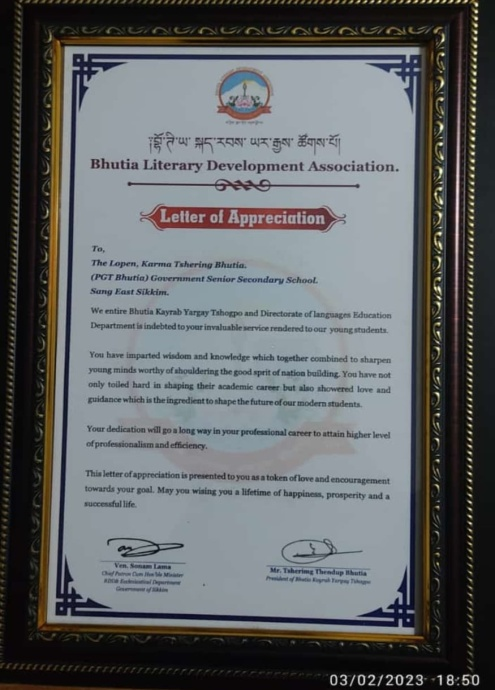 །བྷོ་ཊི་ཡ་ སྐད་རབས་ ཡར་རྒྱས་ ཚོགས་པོ།
Bhutia Literary Development Association.
Letter of Appreciation
To,
The Lopen, Karma Tshering Bhutia.
(PGT Bhutia) Government Senior Secondary School.
Sang East Sikkim.
We entire Bhutia Kayrab Yargay Tshogpo and Directorate of languages Education
Department is indebted to your invaluable service rendered to our young students.
You have imparted wisdom and knowledge which together combined to sharpen
young minds worthy of shouldering the good sprit of nation building. You have not
only toiled hard in shaping their academic career but also showered love and
guidance which is the ingredient to shape the future of our modern students.
Your dedication will go a long way in your professional career to attain higher level
of professionalism and efficiency.
This letter of appreciation is presented to you as a token of love and encouragement
towards your goal. May you wising you a lifetime of happiness, prosperity and a
successful life.
Ven. Sonam Lama
Chief Patron Cum Hon'ble Minister
Ecclesiastical Department
Government of Sikkim
Mr. Tshering Thendup Bhutia
President of Bhutia Kayrab Yargay Tshogpo
03/02/2023 18:50